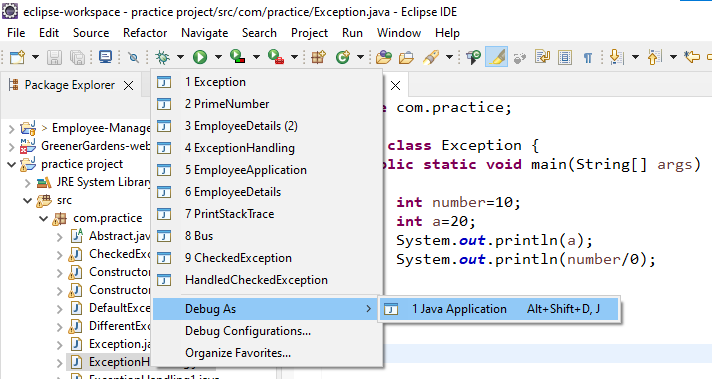 eclipse-workspace - practice project/src/com/practice/Exception.java - Eclipse IDE
File Edit Source Refactor Navigate Search Project Run Window Help
Package Explorer
> Employee-Manage
GreenerGardens-web
practice project
JRE System Library
src
com.practice
Abstract.java
CheckedExc
Constructor
Constructor
DefaultExce
DifferentExc
Exception.ja
ExceptionH
ExceptionHandling1.java
1 Exception
2 PrimeNumber
3 EmployeeDetails (2)
4 ExceptionHandling
5 EmployeeApplication
6 EmployeeDetails
7 PrintStackTrace
8 Bus
9 CheckedException
HandledCheckedException
Debug As
Debug Configurations...
Organize Favorites...
1 Java Application Alt+Shift+D, J
e com.practice;
class Exception {
blic static void main(String[] args)
int number=10;
int a=20;
System.out.println(a);
System.out.println(number/0);